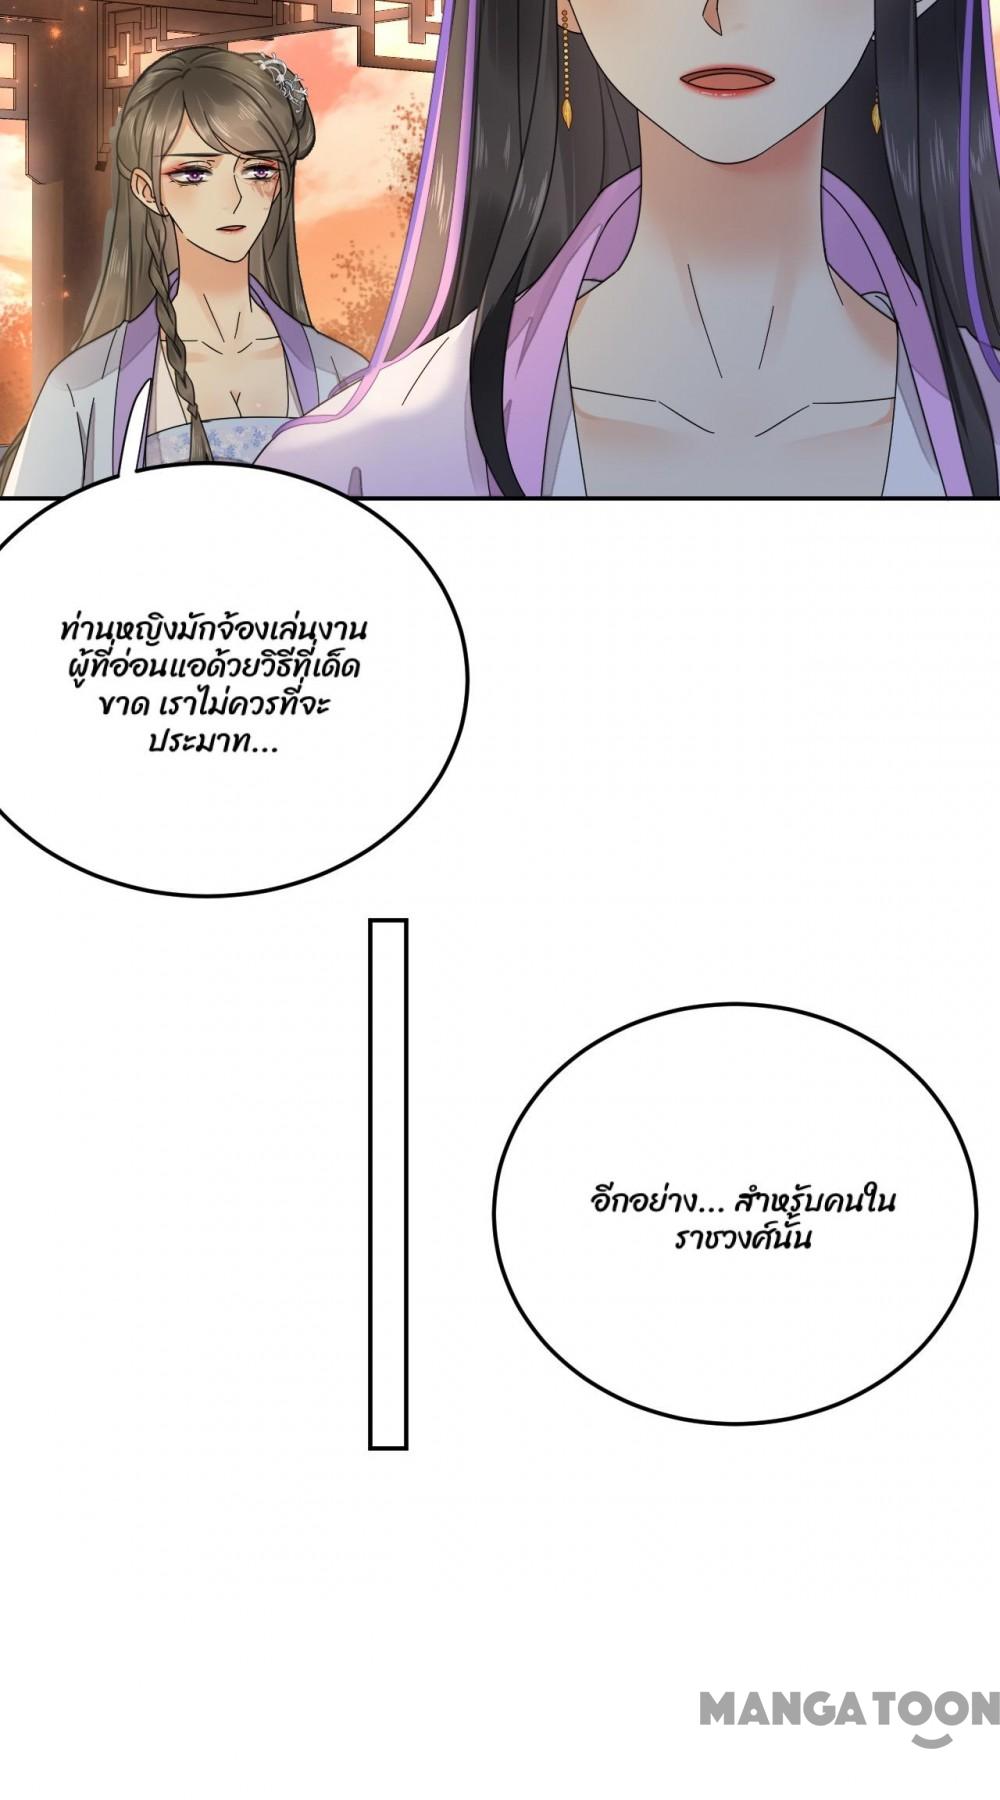 ท่านหญิงมักจ้องเล่นงาน
ผู้ที่อ่อนแอด้วยวิธีที่เด็ด
ขาด เราไม่ควรที่จะ
ประมาท...
อีกอย่าง... สำหรับคนใน
ราชวงศ์นั้น
MANGATOON